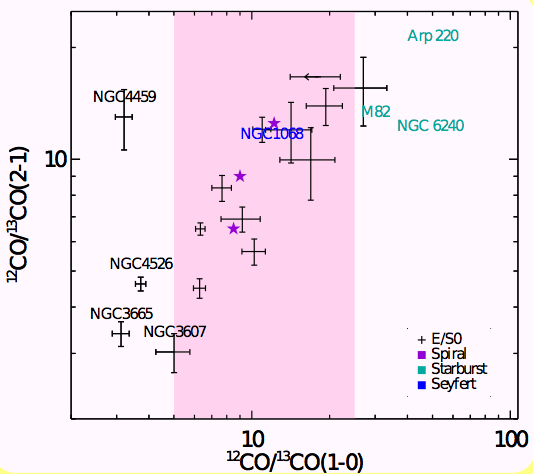 Arp 220
NGC4459
M82
NGC 6240
NGC1068
10
¹²CO/¹³CO(2-1)
NGC4526
NGC3665
NGC3607
E/S0
Spiral
Starburst
Seyfert
10
100
¹²CO/¹³CO(1-0)